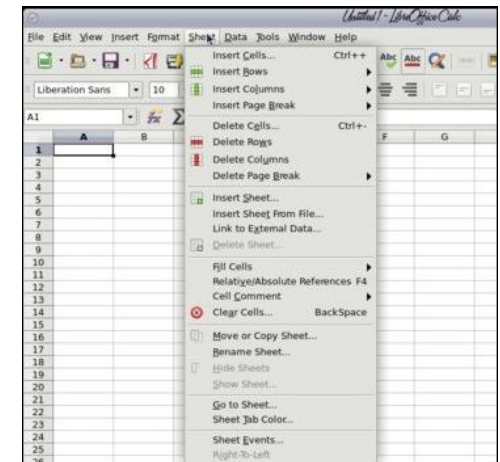 Untitled 1 - LibreOffice Calc
File Edit View Insert Format Sheet Data Tools Window Help
Liberation Sans 10
A1
A B F G
1
2
3
4
5
6
7
8
9
10
11
12
13
14
15
16
17
18
19
20
21
22
23
24
25
26
Insert Cells... Ctrl++
Insert Rows
Insert Columns
Insert Page Break
Delete Cells... Ctrl+-
Delete Rows
Delete Columns
Delete Page Break
Insert Sheet...
Insert Sheet From File...
Link to External Data...
Delete Sheet...
Fill Cells
Relative/Absolute References F4
Cell Comment
Clear Cells... BackSpace
Move or Copy Sheet...
Rename Sheet...
Hide Sheets
Show Sheet...
Go to Sheet...
Sheet Tab Color...
Sheet Events...
Right-To-Left
Abc Abc